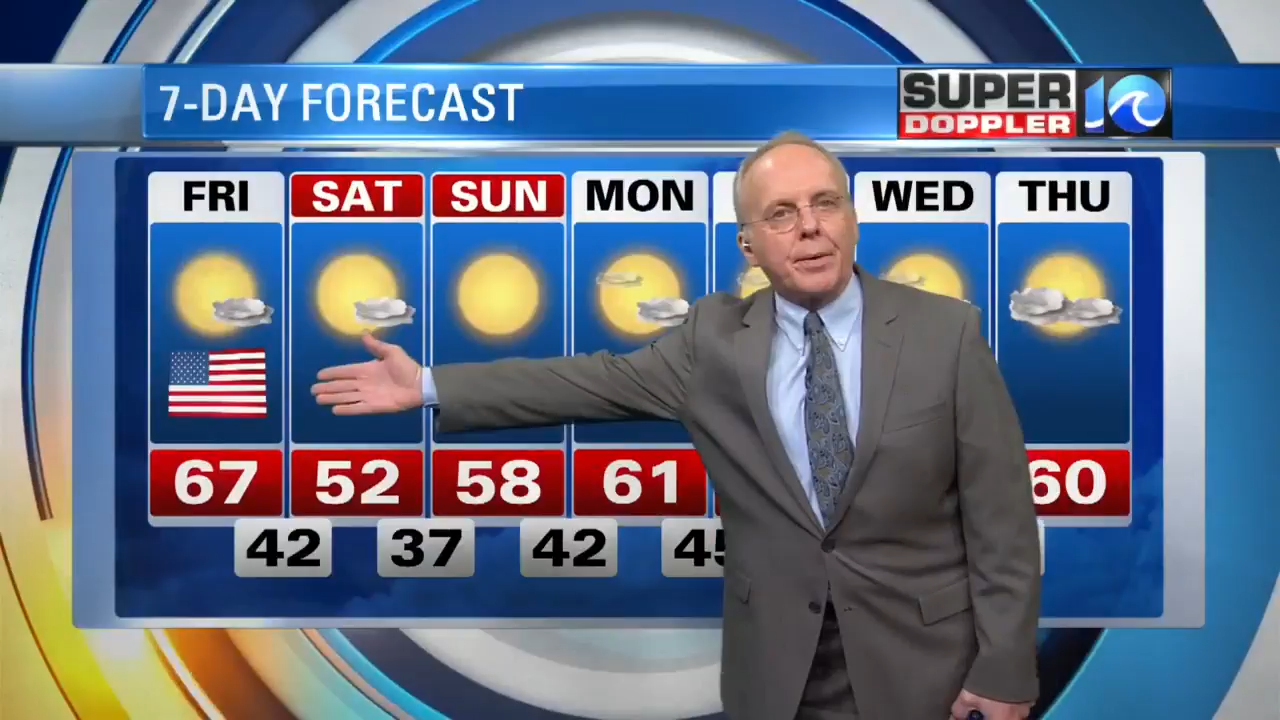 7-DAY FORECAST
SUPER
DOPPLER 10
FRI SAT SUN MON WED THU
67 52 58 61 60
42 37 42 45